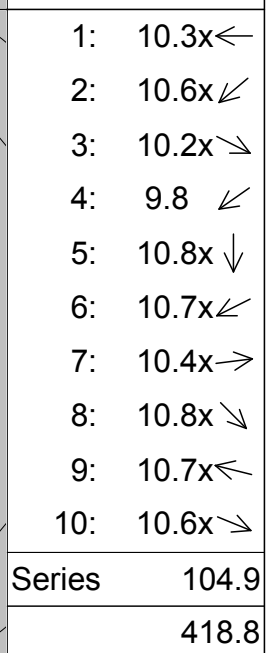 1: 10.3x←
2: 10.6x↙
3: 10.2x↘
4: 9.8 ↙
5: 10.8x↓
6: 10.7x↙
7: 10.4x→
8: 10.8x↘
9: 10.7x←
10: 10.6x↘
Series 104.9
418.8